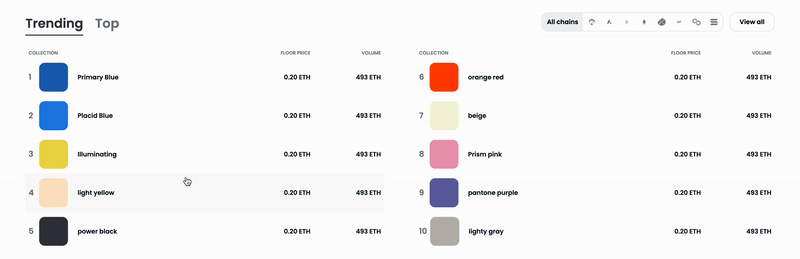 Trending Top
All chains View all
COLLECTION FLOOR PRICE VOLUME
1 Primary Blue 0.20 ETH 493 ETH
2 Placid Blue 0.20 ETH 493 ETH
3 Illuminating 0.20 ETH 493 ETH
4 light yellow 0.20 ETH 493 ETH
5 power black 0.20 ETH 493 ETH
COLLECTION FLOOR PRICE VOLUME
6 orange red 0.20 ETH 493 ETH
7 beige 0.20 ETH 493 ETH
8 Prism pink 0.20 ETH 493 ETH
9 pantone purple 0.20 ETH 493 ETH
10 lighty gray 0.20 ETH 493 ETH